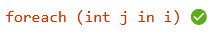 foreach (int j in i)